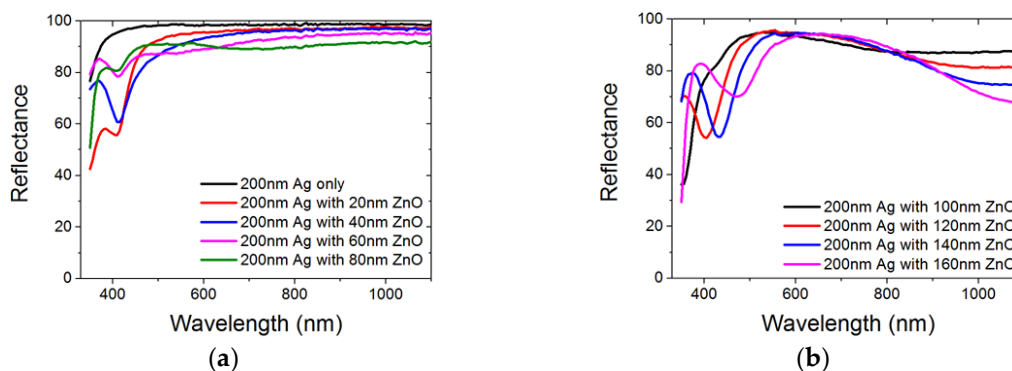 100
80
60
40
20
0
Reflectance
200nm Ag only
200nm Ag with 20nm ZnO
200nm Ag with 40nm ZnO
200nm Ag with 60nm ZnO
200nm Ag with 80nm ZnO
400 600 800 1000
Wavelength (nm)
(a)
100
80
60
40
20
0
Reflectance
200nm Ag with 100nm ZnO
200nm Ag with 120nm ZnO
200nm Ag with 140nm ZnO
200nm Ag with 160nm ZnO
400 600 800 1000
Wavelength (nm)
(b)